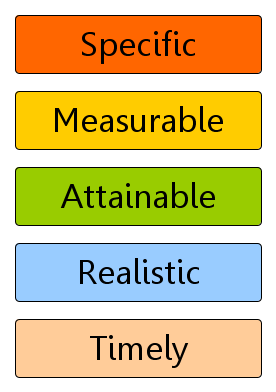 Specific
Measurable
Attainable
Realistic
Timely